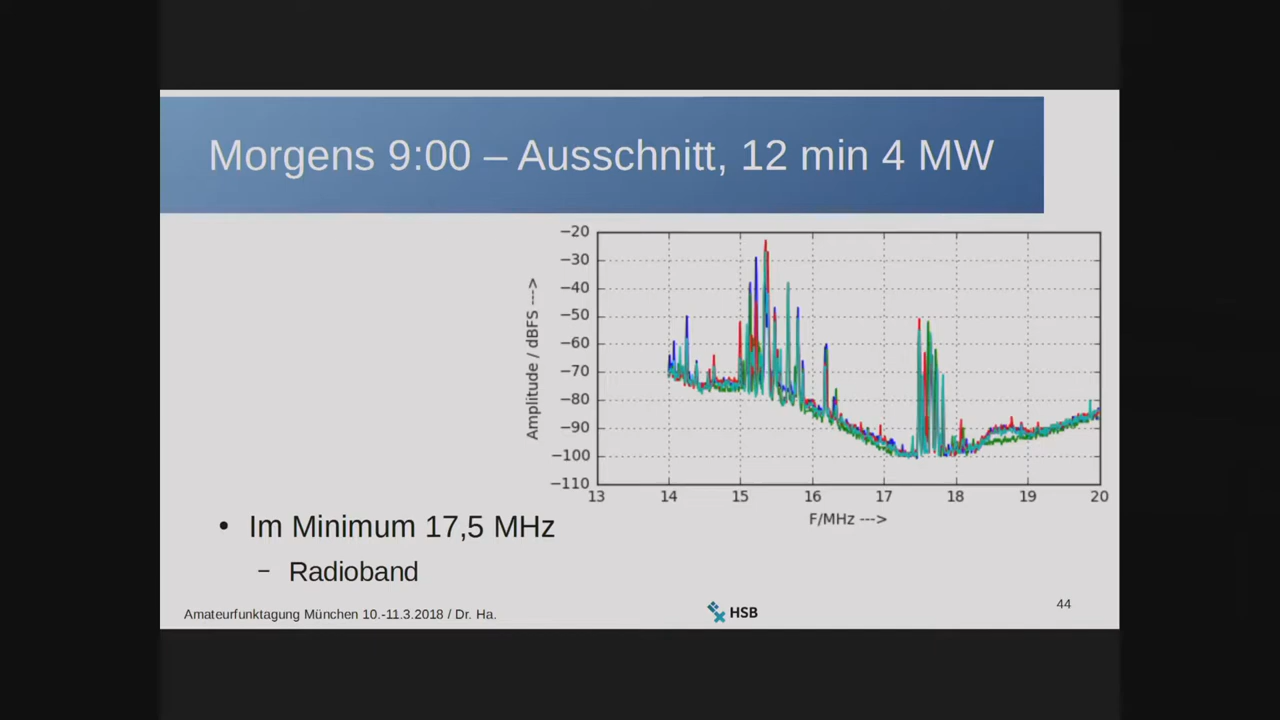 Morgens 9:00 – Ausschnitt, 12 min 4 MW
Amplitude / dBFS --->
−20
−30
−40
−50
−60
−70
−80
−90
−100
−110
13 14 15 16 17 18 19 20
F/MHz --->
• Im Minimum 17,5 MHz
– Radioband
Amateurfunktagung München 10.-11.3.2018 / Dr. Ha.
HSB
44